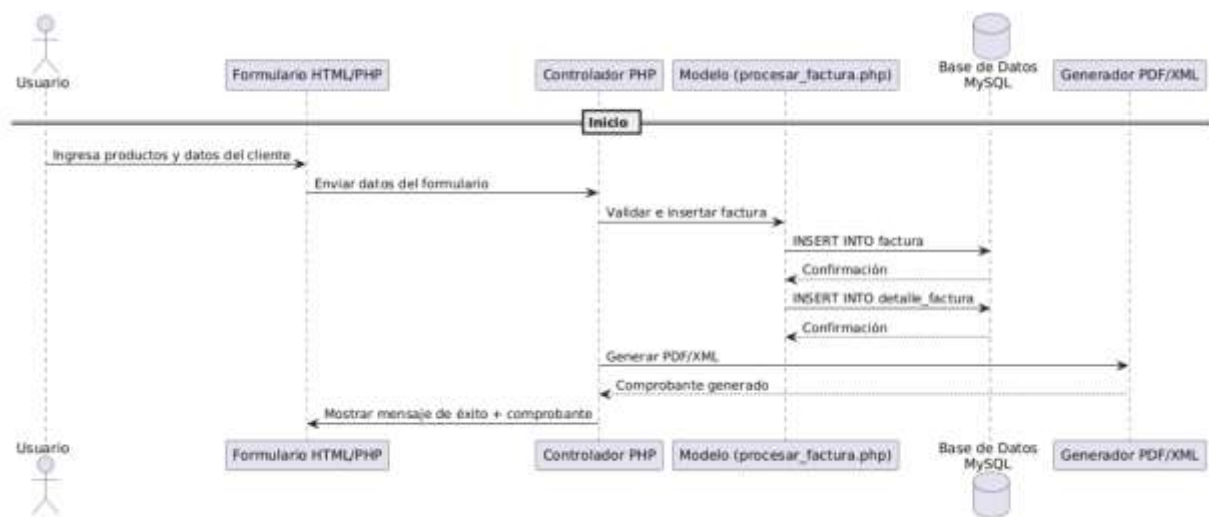 Usuario
Formulario HTML/PHP
Controlador PHP
Modelo (procesar_factura.php)
Base de Datos
MySQL
Generador PDF/XML
Inicio
Ingresa productos y datos del cliente
Enviar datos del formulario
Validar e insertar factura
INSERT INTO factura
Confirmación
INSERT INTO detalle_factura
Confirmación
Generar PDF/XML
Comprobante generado
Mostrar mensaje de éxito + comprobante
Usuario
Formulario HTML/PHP
Controlador PHP
Modelo (procesar_factura.php)
Base de Datos
MySQL
Generador PDF/XML